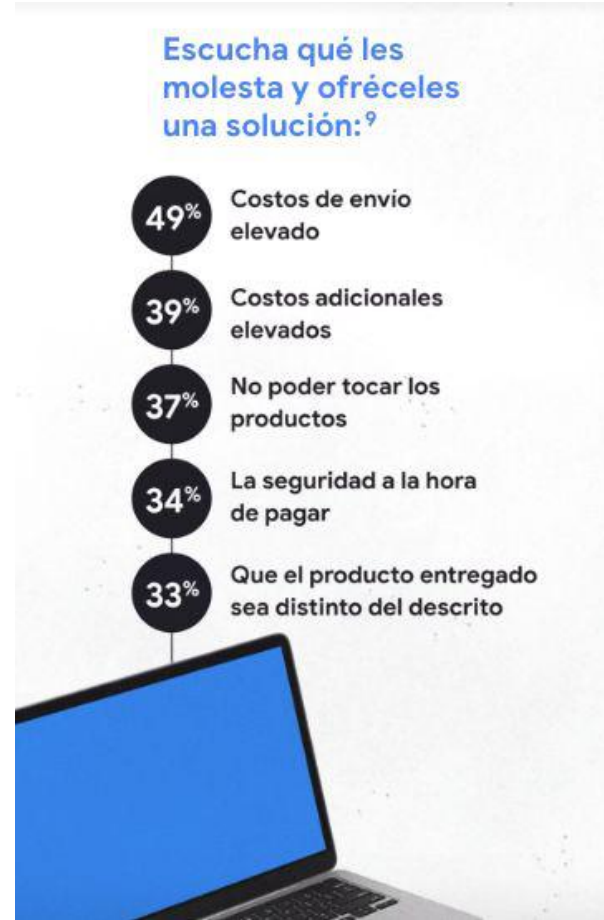 Escucha qué les
molesta y ofréceles
una solución:⁹
49%
Costos de envío
elevado
39%
Costos adicionales
elevados
37%
No poder tocar los
productos
34%
La seguridad a la hora
de pagar
33%
Que el producto entregado
sea distinto del descrito